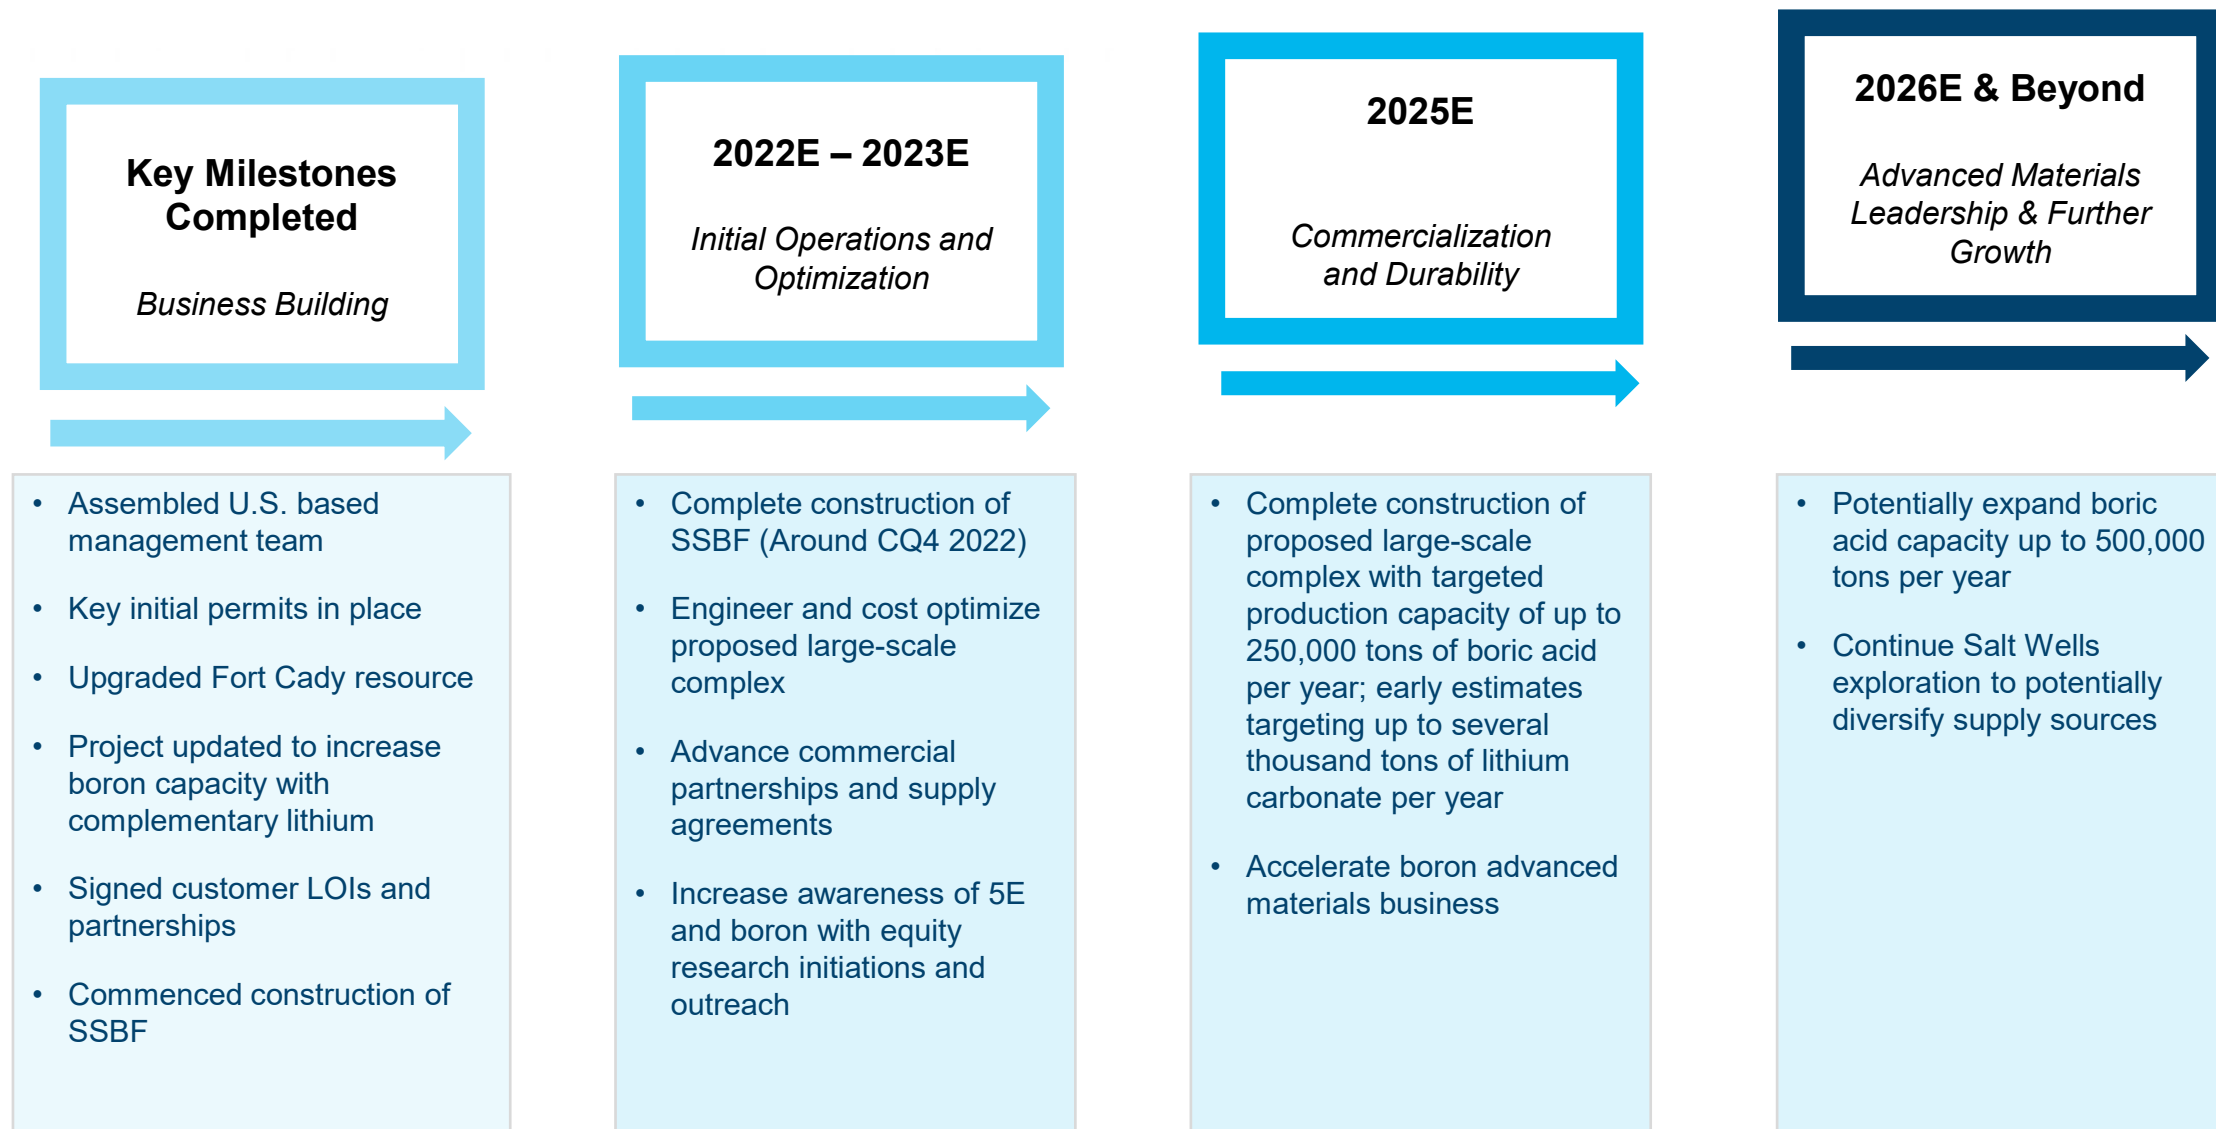 Key Milestones
Completed
Business Building
• Assembled U.S. based
management team
• Key initial permits in place
• Upgraded Fort Cady resource
• Project updated to increase
boron capacity with
complementary lithium
• Signed customer LOIs and
partnerships
• Commenced construction of
SSBF
2022E – 2023E
Initial Operations and
Optimization
• Complete construction of
SSBF (Around CQ4 2022)
• Engineer and cost optimize
proposed large-scale
complex
• Advance commercial
partnerships and supply
agreements
• Increase awareness of 5E
and boron with equity
research initiations and
outreach
2025E
Commercialization
and Durability
• Complete construction of
proposed large-scale
complex with targeted
production capacity of up to
250,000 tons of boric acid
per year; early estimates
targeting up to several
thousand tons of lithium
carbonate per year
• Accelerate boron advanced
materials business
2026E & Beyond
Advanced Materials
Leadership & Further
Growth
• Potentially expand boric
acid capacity up to 500,000
tons per year
• Continue Salt Wells
exploration to potentially
diversify supply sources